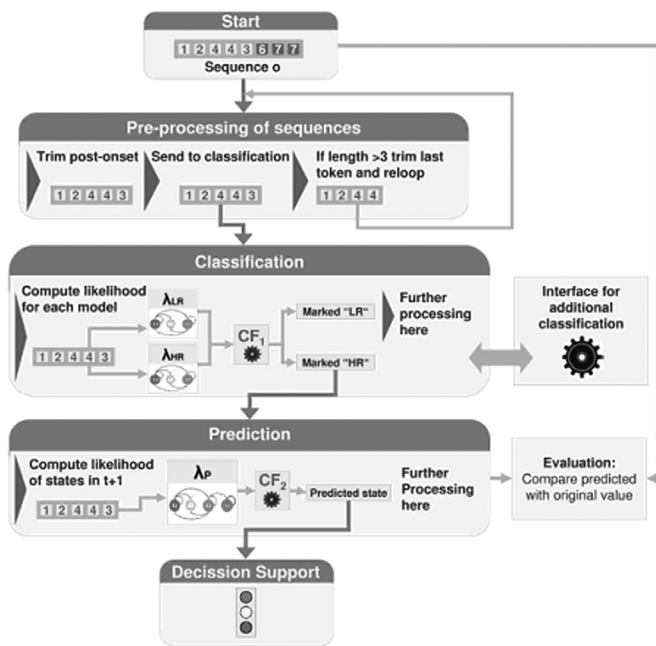 Start
1 2 4 4 3 6 7 7
Sequence o
Pre-processing of sequences
Trim post-onset
1 2 4 4 3
Send to classification
1 2 4 4 3
If length >3 trim last
token and reloop
1 2 4 4
Classification
Compute likelihood
for each model
1 2 4 4 3
λLR
λHR
CF1
Marked "LR"
Marked "HR"
Further
processing
here
Interface for
additional
classification
Prediction
Compute likelihood
of states in t+1
1 2 4 4 3
λP
CF2
Predicted state
Further
Processing
here
Evaluation:
Compare predicted
with original value
Decission Support